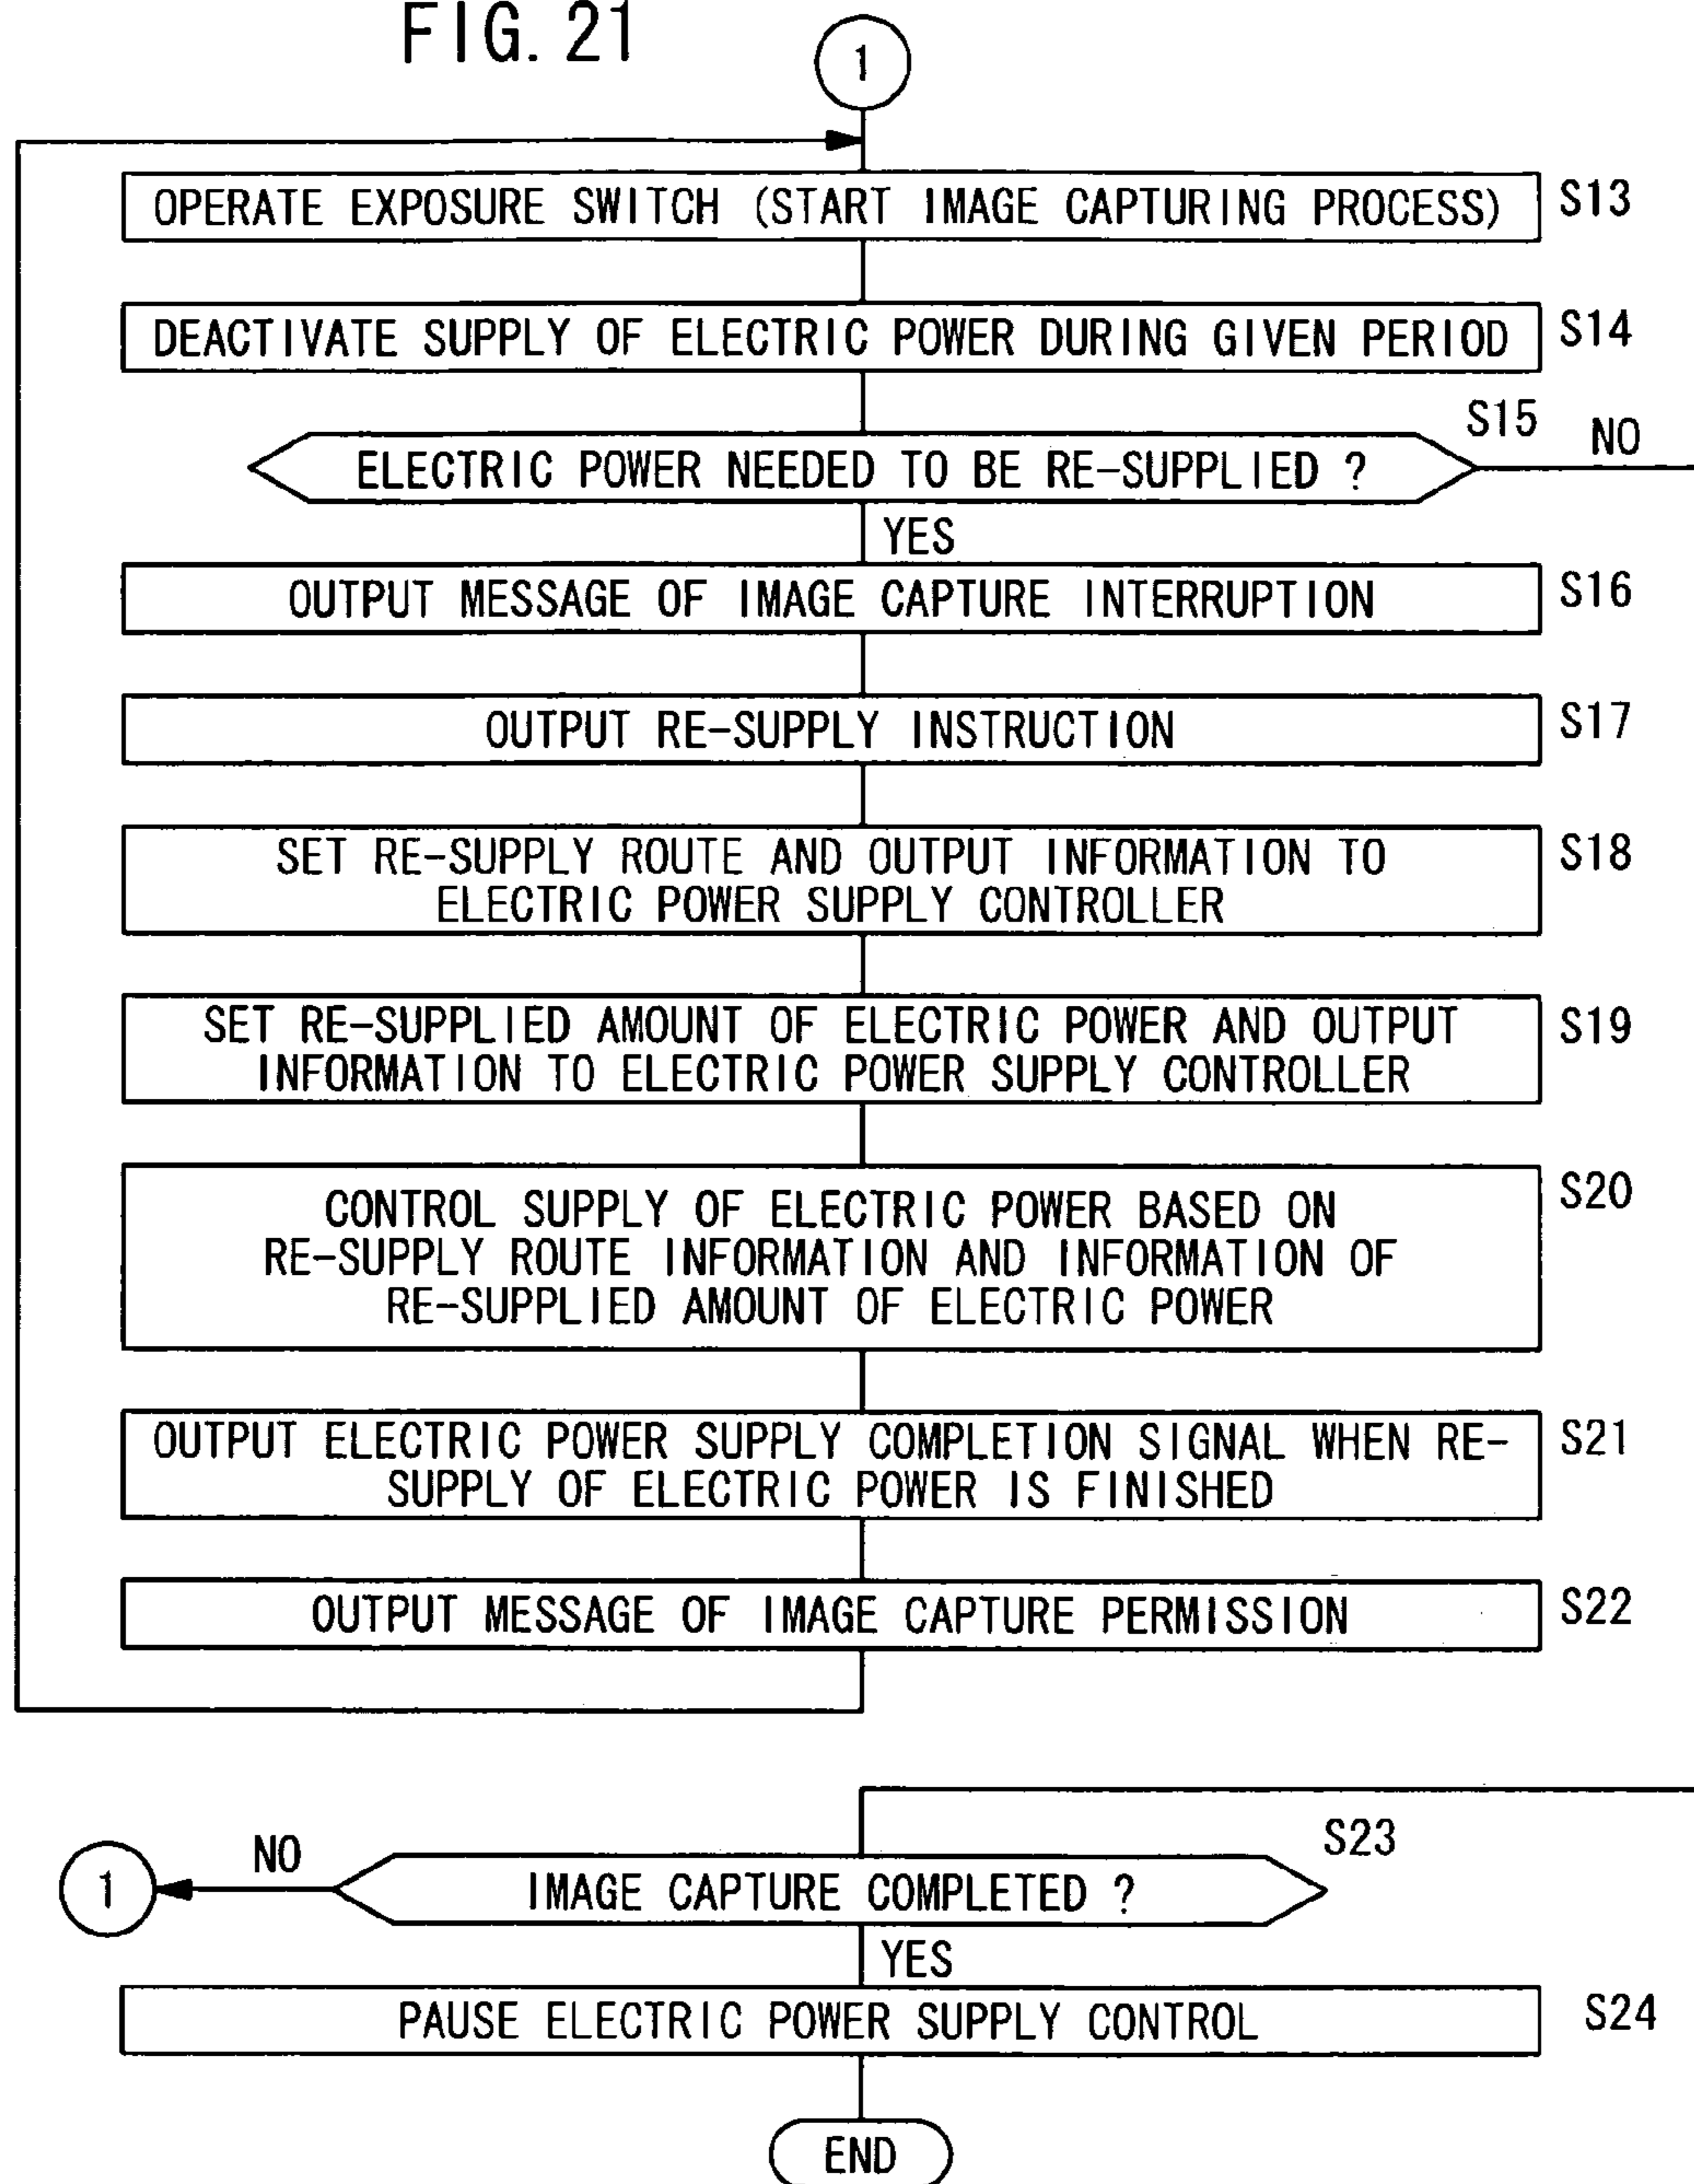 FIG. 21
1
OPERATE EXPOSURE SWITCH (START IMAGE CAPTURING PROCESS) S13
DEACTIVATE SUPPLY OF ELECTRIC POWER DURING GIVEN PERIOD S14
S15 NO
ELECTRIC POWER NEEDED TO BE RE-SUPPLIED ?
YES
OUTPUT MESSAGE OF IMAGE CAPTURE INTERRUPTION S16
OUTPUT RE-SUPPLY INSTRUCTION S17
SET RE-SUPPLY ROUTE AND OUTPUT INFORMATION TO S18
ELECTRIC POWER SUPPLY CONTROLLER
SET RE-SUPPLIED AMOUNT OF ELECTRIC POWER AND OUTPUT S19
INFORMATION TO ELECTRIC POWER SUPPLY CONTROLLER
CONTROL SUPPLY OF ELECTRIC POWER BASED ON S20
RE-SUPPLY ROUTE INFORMATION AND INFORMATION OF
RE-SUPPLIED AMOUNT OF ELECTRIC POWER
OUTPUT ELECTRIC POWER SUPPLY COMPLETION SIGNAL WHEN RE- S21
SUPPLY OF ELECTRIC POWER IS FINISHED
OUTPUT MESSAGE OF IMAGE CAPTURE PERMISSION S22
S23
1 NO IMAGE CAPTURE COMPLETED ?
YES
PAUSE ELECTRIC POWER SUPPLY CONTROL S24
END